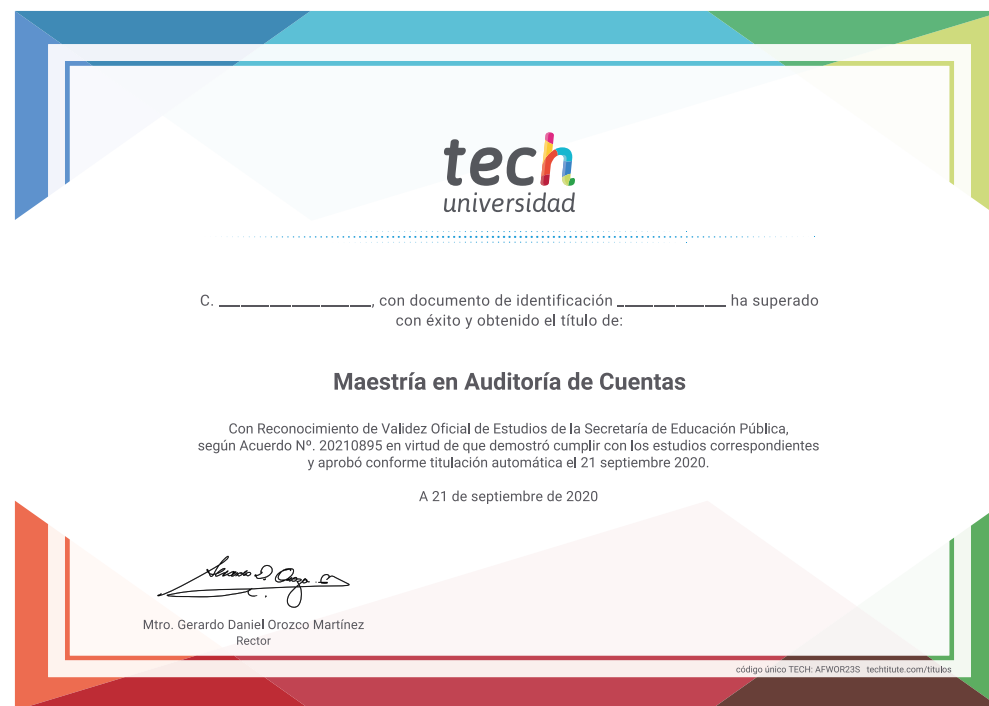 tech
universidad
C. ____________________, con documento de identificación ______________ ha superado
con éxito y obtenido el título de:
Maestría en Auditoría de Cuentas
Con Reconocimiento de Validez Oficial de Estudios de la Secretaría de Educación Pública,
según Acuerdo Nº. 20210895 en virtud de que demostró cumplir con los estudios correspondientes
y aprobó conforme titulación automática el 21 septiembre 2020.
A 21 de septiembre de 2020
Mtro. Gerardo Daniel Orozco Martínez
Rector
código único TECH: AFWOR23S techtitute.com/titulos